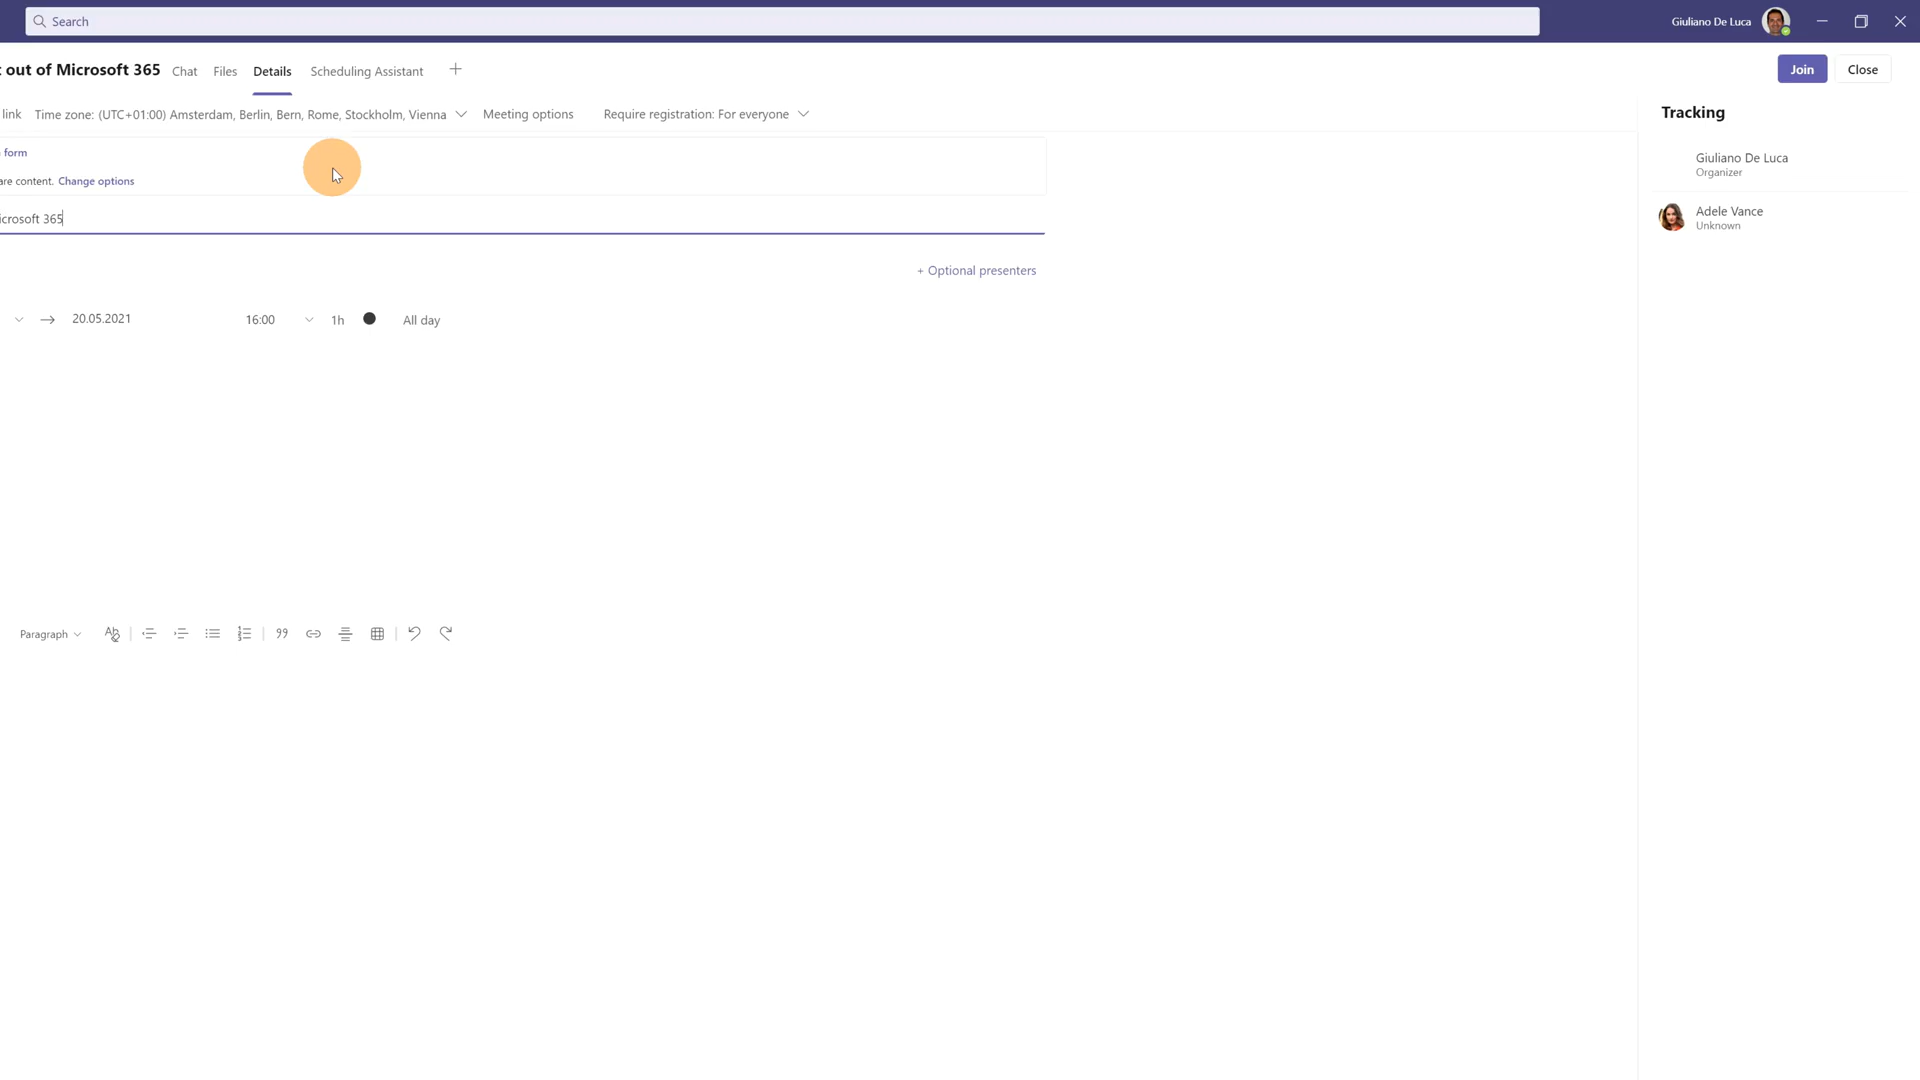 Search
Giuliano De Luca
out of Microsoft 365 Chat Files Details Scheduling Assistant
Join Close
link Time zone: (UTC+01:00) Amsterdam, Berlin, Bern, Rome, Stockholm, Vienna Meeting options Require registration: For everyone
Tracking
form
are content. Change options
icrosoft 365
+ Optional presenters
20.05.2021 16:00 1h All day
Paragraph
Giuliano De Luca
Organizer
Adele Vance
Unknown